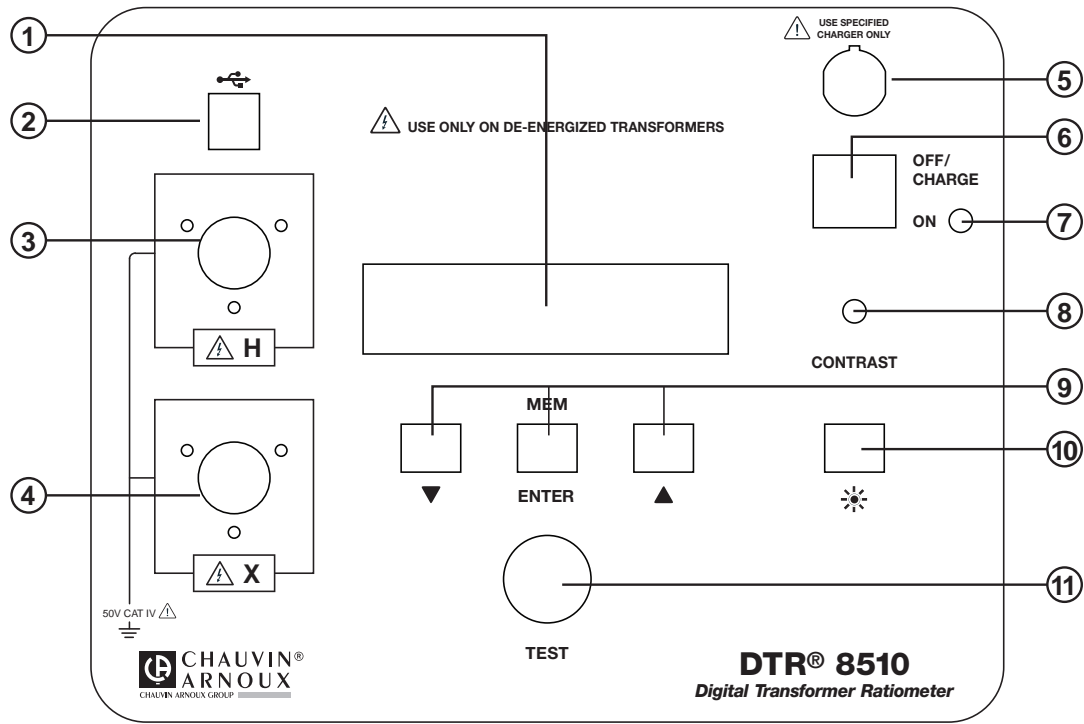 1
USE SPECIFIED
CHARGER ONLY
2
5
USE ONLY ON DE-ENERGIZED TRANSFORMERS
6
OFF/
CHARGE
3
ON
7
8
H
CONTRAST
9
MEM
10
4
ENTER
X
11
50V CAT IV
TEST
CHAUVIN®
ARNOUX
CHAUVIN ARNOUX GROUP
DTR® 8510
Digital Transformer Ratiometer